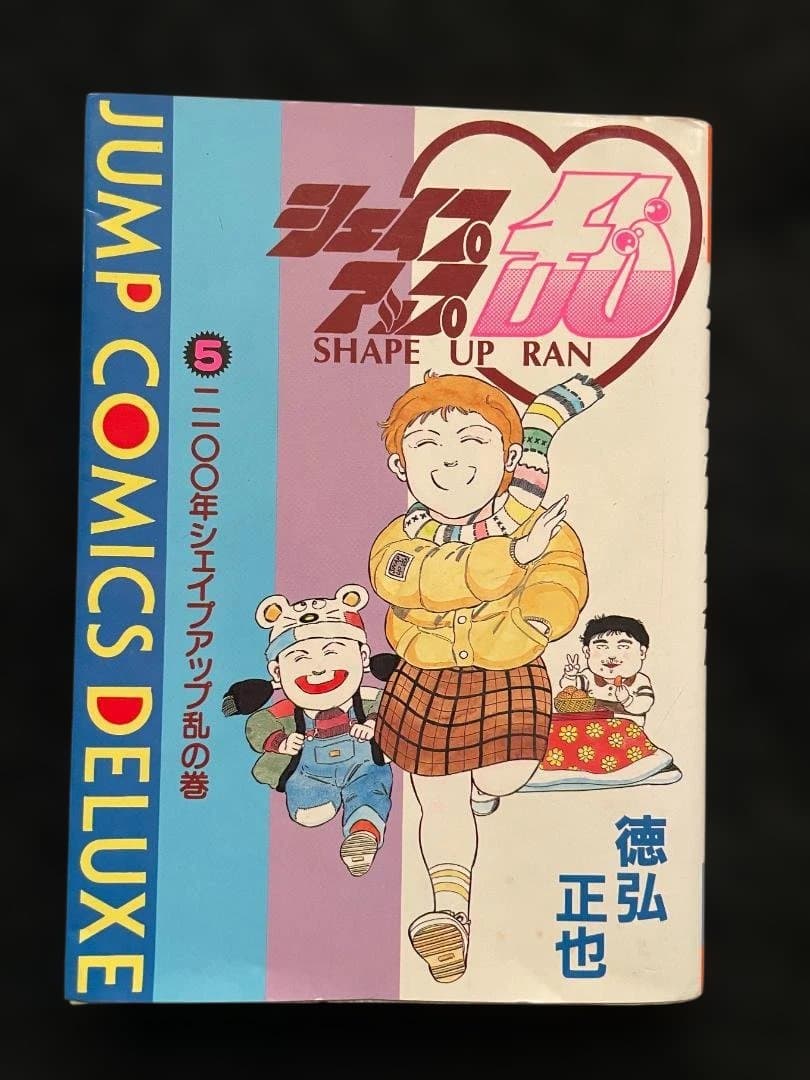 JUMP COMICS DELUXE
シェイプ
アップ乱
SHAPE UP RAN
5
二一〇〇年シェイプアップ乱の巻
徳弘
正也